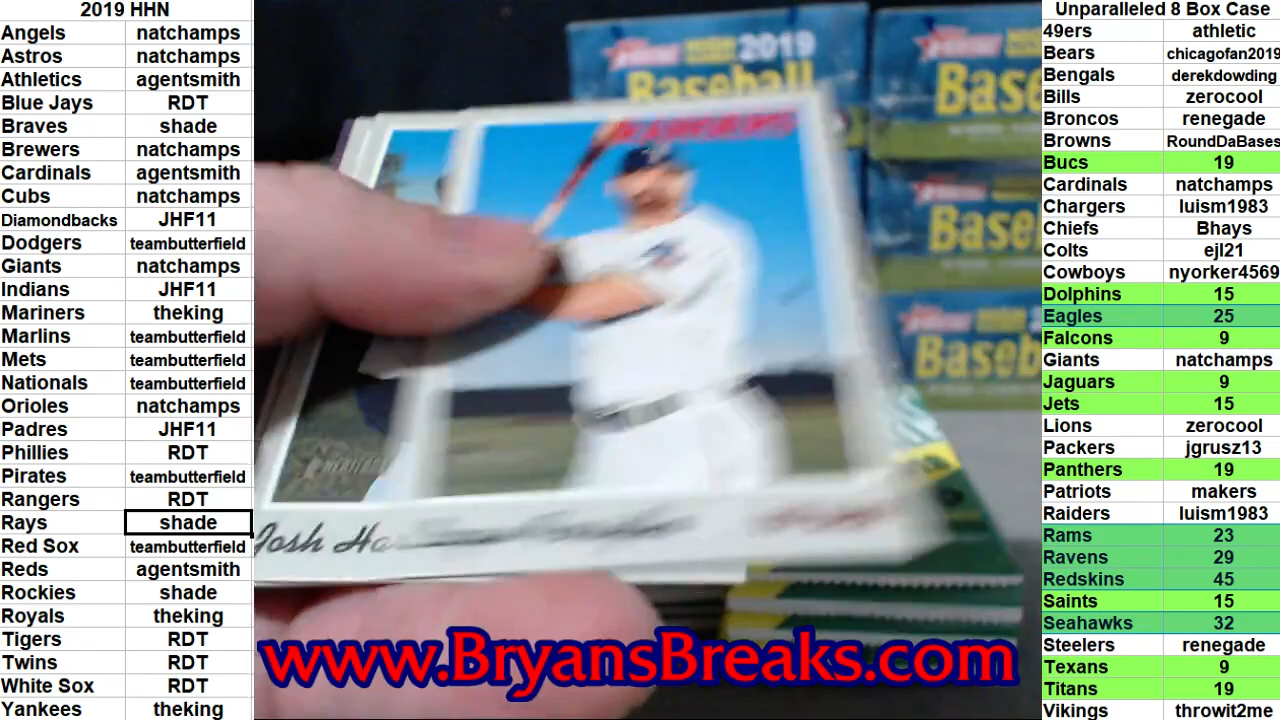 2019 HHN
Angels natchamps
Astros natchamps
Athletics agentsmith
Blue Jays RDT
Braves shade
Brewers natchamps
Cardinals agentsmith
Cubs natchamps
Diamondbacks JHF11
Dodgers teambutterfield
Giants natchamps
Indians JHF11
Mariners theking
Marlins teambutterfield
Mets teambutterfield
Nationals teambutterfield
Orioles natchamps
Padres JHF11
Phillies RDT
Pirates teambutterfield
Rangers RDT
Rays shade
Red Sox teambutterfield
Reds agentsmith
Rockies shade
Royals theking
Tigers RDT
Twins RDT
White Sox RDT
Yankees theking
2019
Baseball
Josh
www.BryansBreaks.com
Unparalleled 8 Box Case
49ers athletic
Bears chicagofan2019
Bengals derekdowding
Bills zerocool
Broncos renegade
Browns RoundDaBases
Bucs 19
Cardinals natchamps
Chargers luism1983
Chiefs Bhays
Colts ejl21
Cowboys nyorker4569
Dolphins 15
Eagles 25
Falcons 9
Giants natchamps
Jaguars 9
Jets 15
Lions zerocool
Packers jgrusz13
Panthers 19
Patriots makers
Raiders luism1983
Rams 23
Ravens 29
Redskins 45
Saints 15
Seahawks 32
Steelers renegade
Texans 9
Titans 19
Vikings throwit2me